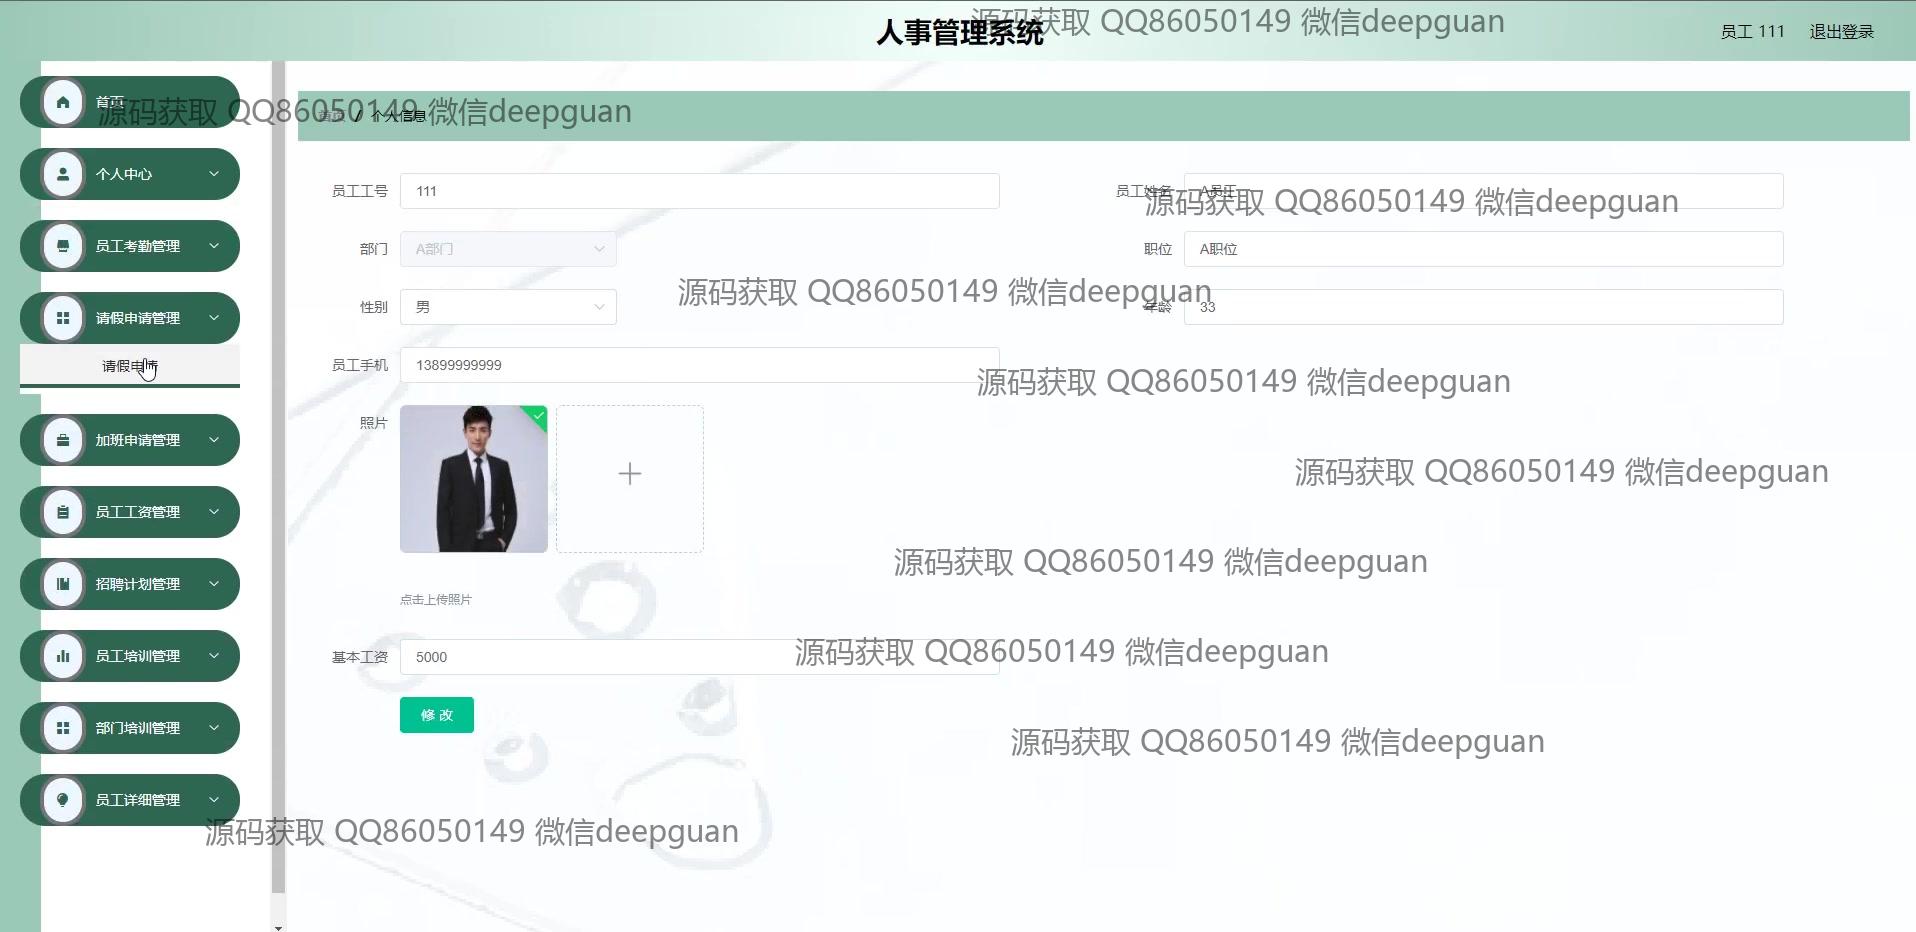 人事管理系统
源码获取 QQ86050149 微信deepguan
员工 111
退出登录
首页
源码获取 QQ86050149 微信deepguan
首页 / 个人信息
个人中心
员工考勤管理
请假申请管理
请假申请
加班申请管理
员工工资管理
招聘计划管理
员工培训管理
部门培训管理
员工详细管理
员工工号 111
员工姓名 A员工
源码获取 QQ86050149 微信deepguan
部门 A部门
职位 A职位
源码获取 QQ86050149 微信deepguan
性别 男
年龄 33
员工手机 13899999999
源码获取 QQ86050149 微信deepguan
照片
源码获取 QQ86050149 微信deepguan
源码获取 QQ86050149 微信deepguan
点击上传照片
基本工资 5000
源码获取 QQ86050149 微信deepguan
修改
源码获取 QQ86050149 微信deepguan
源码获取 QQ86050149 微信deepguan